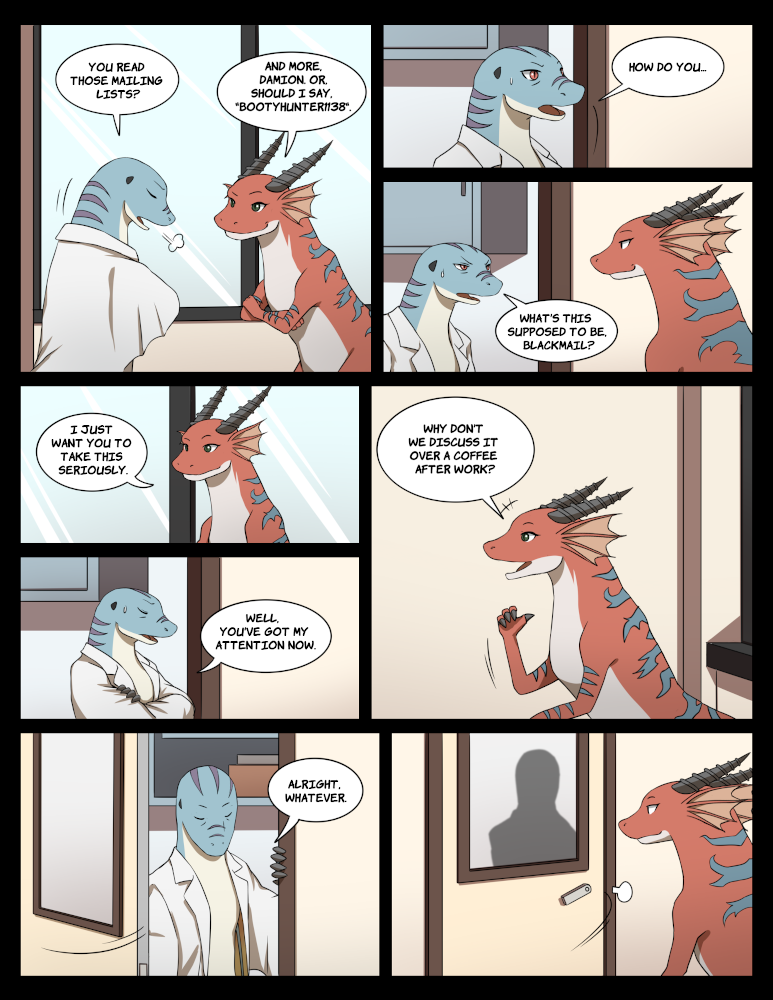 YOU READ
THOSE MAILING
LISTS?
AND MORE,
DAMION. OR,
SHOULD I SAY,
"BOOTYHUNTER1138".
HOW DO YOU...
WHAT'S THIS
SUPPOSED TO BE,
BLACKMAIL?
I JUST
WANT YOU TO
TAKE THIS
SERIOUSLY.
WHY DON'T
WE DISCUSS IT
OVER A COFFEE
AFTER WORK?
WELL,
YOU'VE GOT MY
ATTENTION NOW.
ALRIGHT,
WHATEVER.